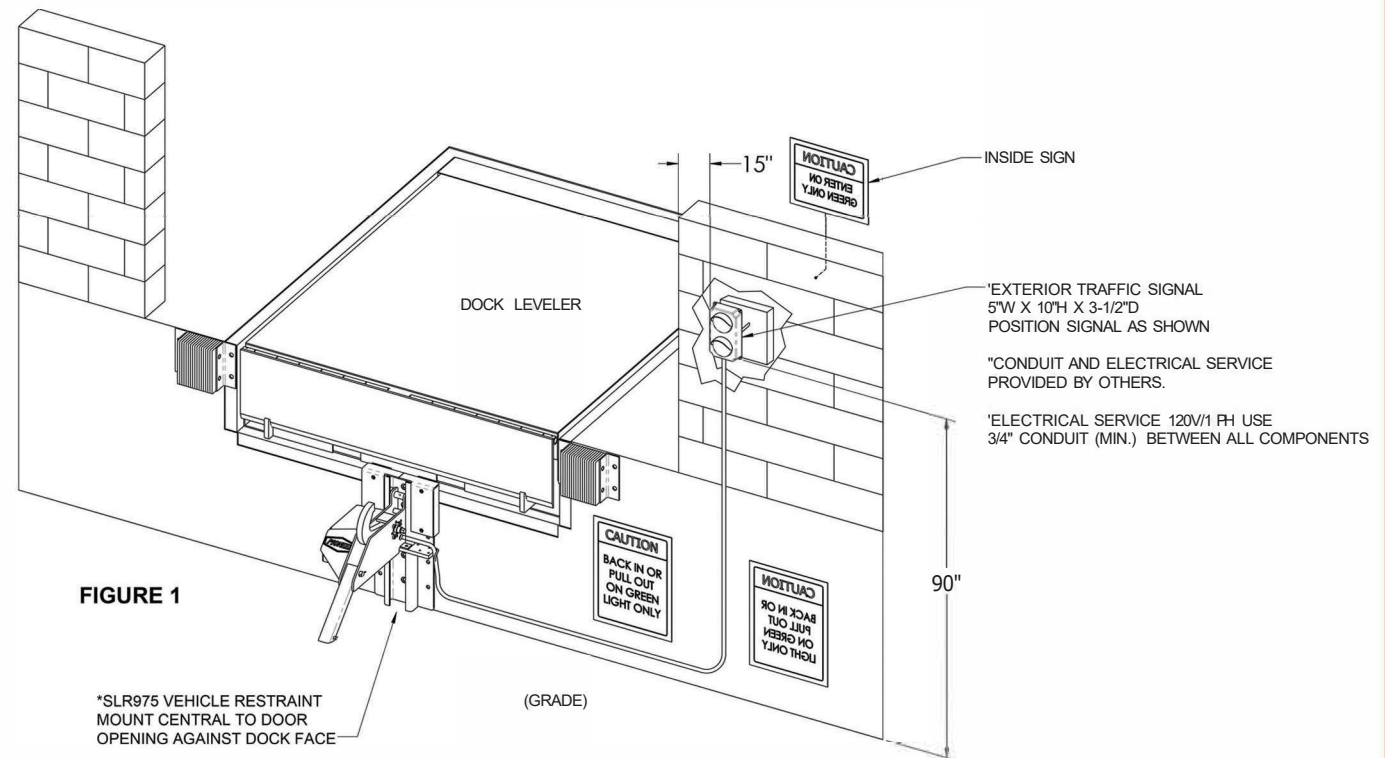 15"
CAUTION
ENTER ON
GREEN ONLY
INSIDE SIGN
DOCK LEVELER
'EXTERIOR TRAFFIC SIGNAL
5"W X 10"H X 3-1/2"D
POSITION SIGNAL AS SHOWN
"CONDUIT AND ELECTRICAL SERVICE
PROVIDED BY OTHERS.
'ELECTRICAL SERVICE 120V/1 PH USE
3/4" CONDUIT (MIN.) BETWEEN ALL COMPONENTS
CAUTION
BACK IN OR
PULL OUT
ON GREEN
LIGHT ONLY
CAUTION
BACK IN OR
PULL OUT
ON GREEN
LIGHT ONLY
90"
FIGURE 1
*SLR975 VEHICLE RESTRAINT
MOUNT CENTRAL TO DOOR
OPENING AGAINST DOCK FACE
(GRADE)